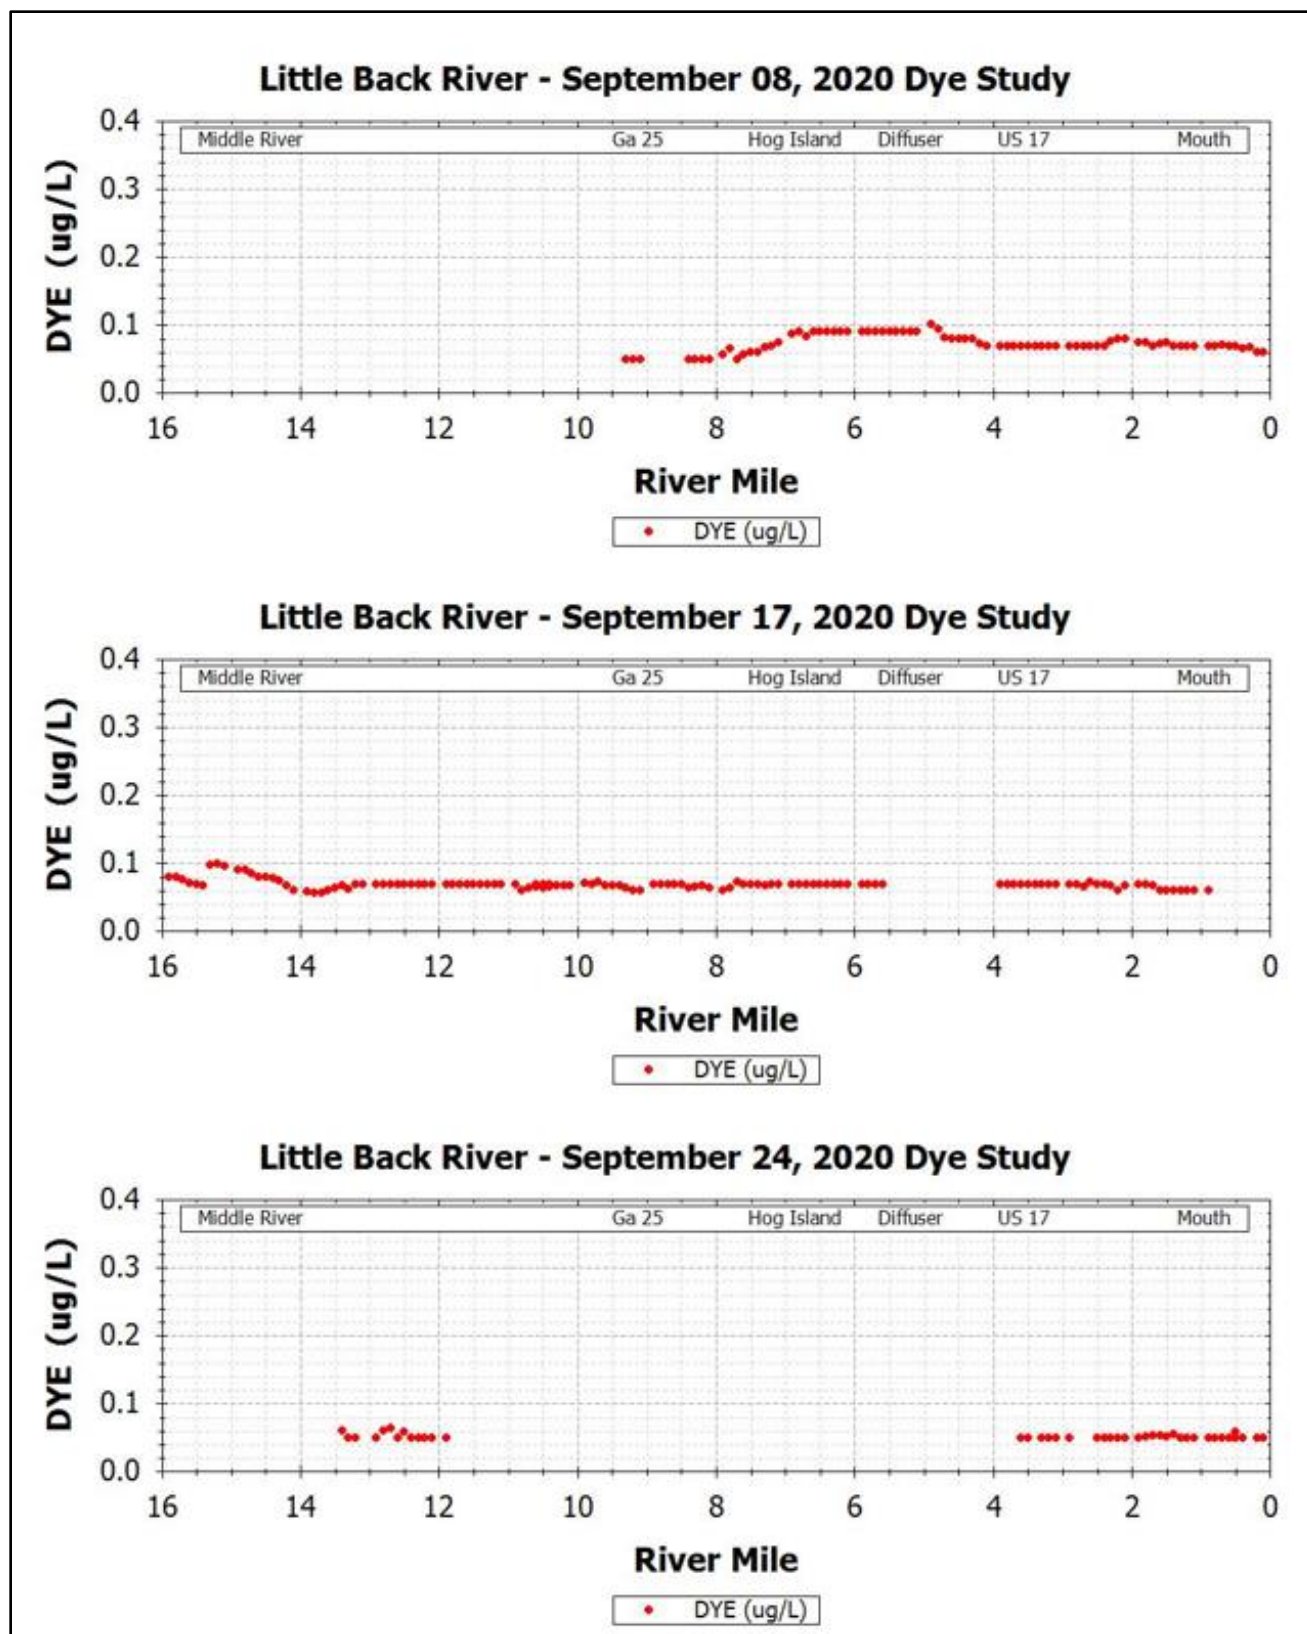 Little Back River - September 08, 2020 Dye Study
DYE (ug/L)
0.4
Middle River Ga 25 Hog Island Diffuser US 17 Mouth
0.3
0.2
0.1
0.0
16 14 12 10 8 6 4 2 0
River Mile
DYE (ug/L)
Little Back River - September 17, 2020 Dye Study
DYE (ug/L)
0.4
Middle River Ga 25 Hog Island Diffuser US 17 Mouth
0.3
0.2
0.1
0.0
16 14 12 10 8 6 4 2 0
River Mile
DYE (ug/L)
Little Back River - September 24, 2020 Dye Study
DYE (ug/L)
0.4
Middle River Ga 25 Hog Island Diffuser US 17 Mouth
0.3
0.2
0.1
0.0
16 14 12 10 8 6 4 2 0
River Mile
DYE (ug/L)